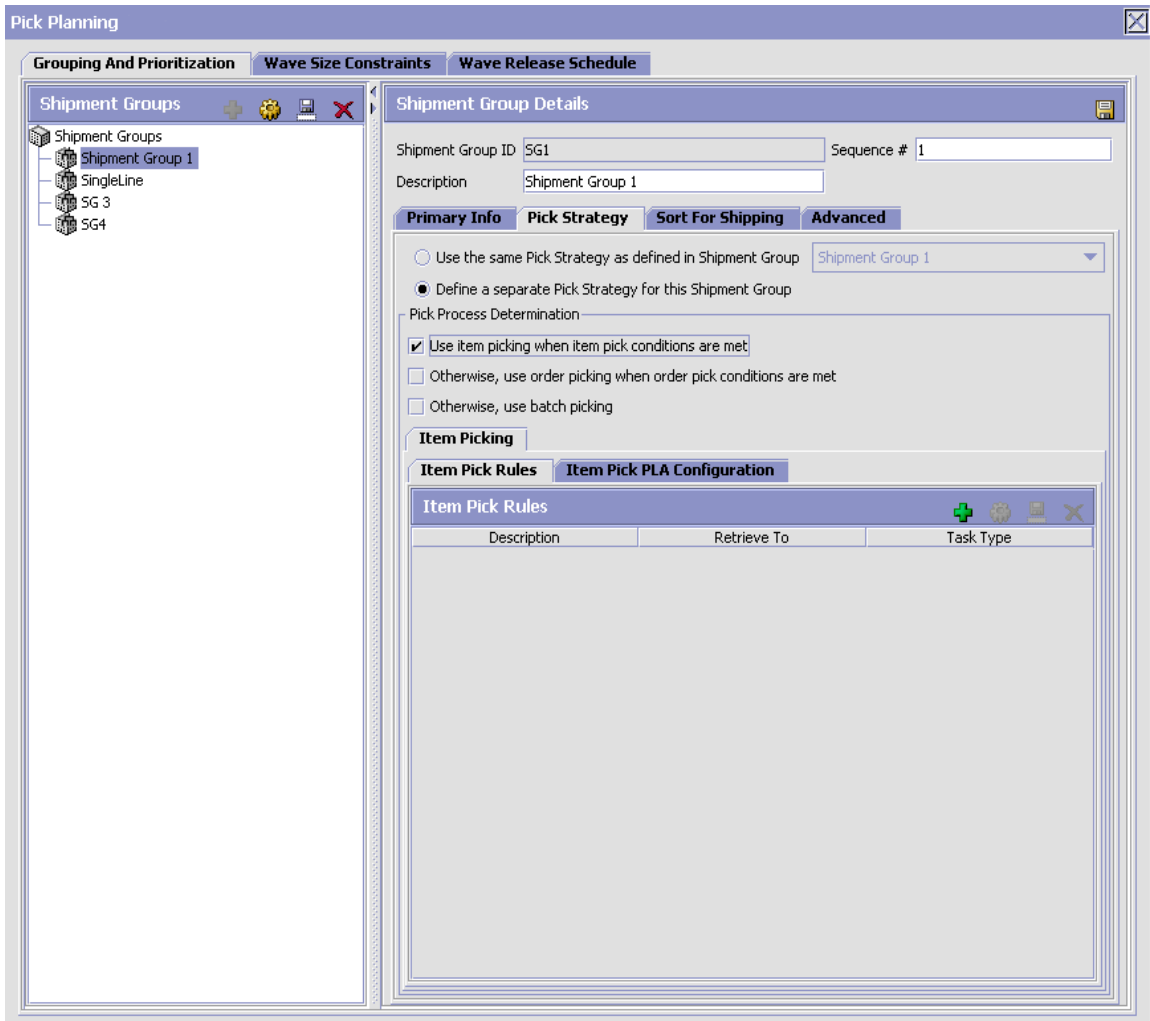 Pick Planning
Grouping And Prioritization Wave Size Constraints Wave Release Schedule
Shipment Groups
Shipment Groups
Shipment Group 1
SingleLine
SG 3
SG4
Shipment Group Details
Shipment Group ID SG1 Sequence # 1
Description Shipment Group 1
Primary Info Pick Strategy Sort For Shipping Advanced
Use the same Pick Strategy as defined in Shipment Group Shipment Group 1
Define a separate Pick Strategy for this Shipment Group
Pick Process Determination
Use item picking when item pick conditions are met
Otherwise, use order picking when order pick conditions are met
Otherwise, use batch picking
Item Picking
Item Pick Rules Item Pick PLA Configuration
Item Pick Rules
Description Retrieve To Task Type